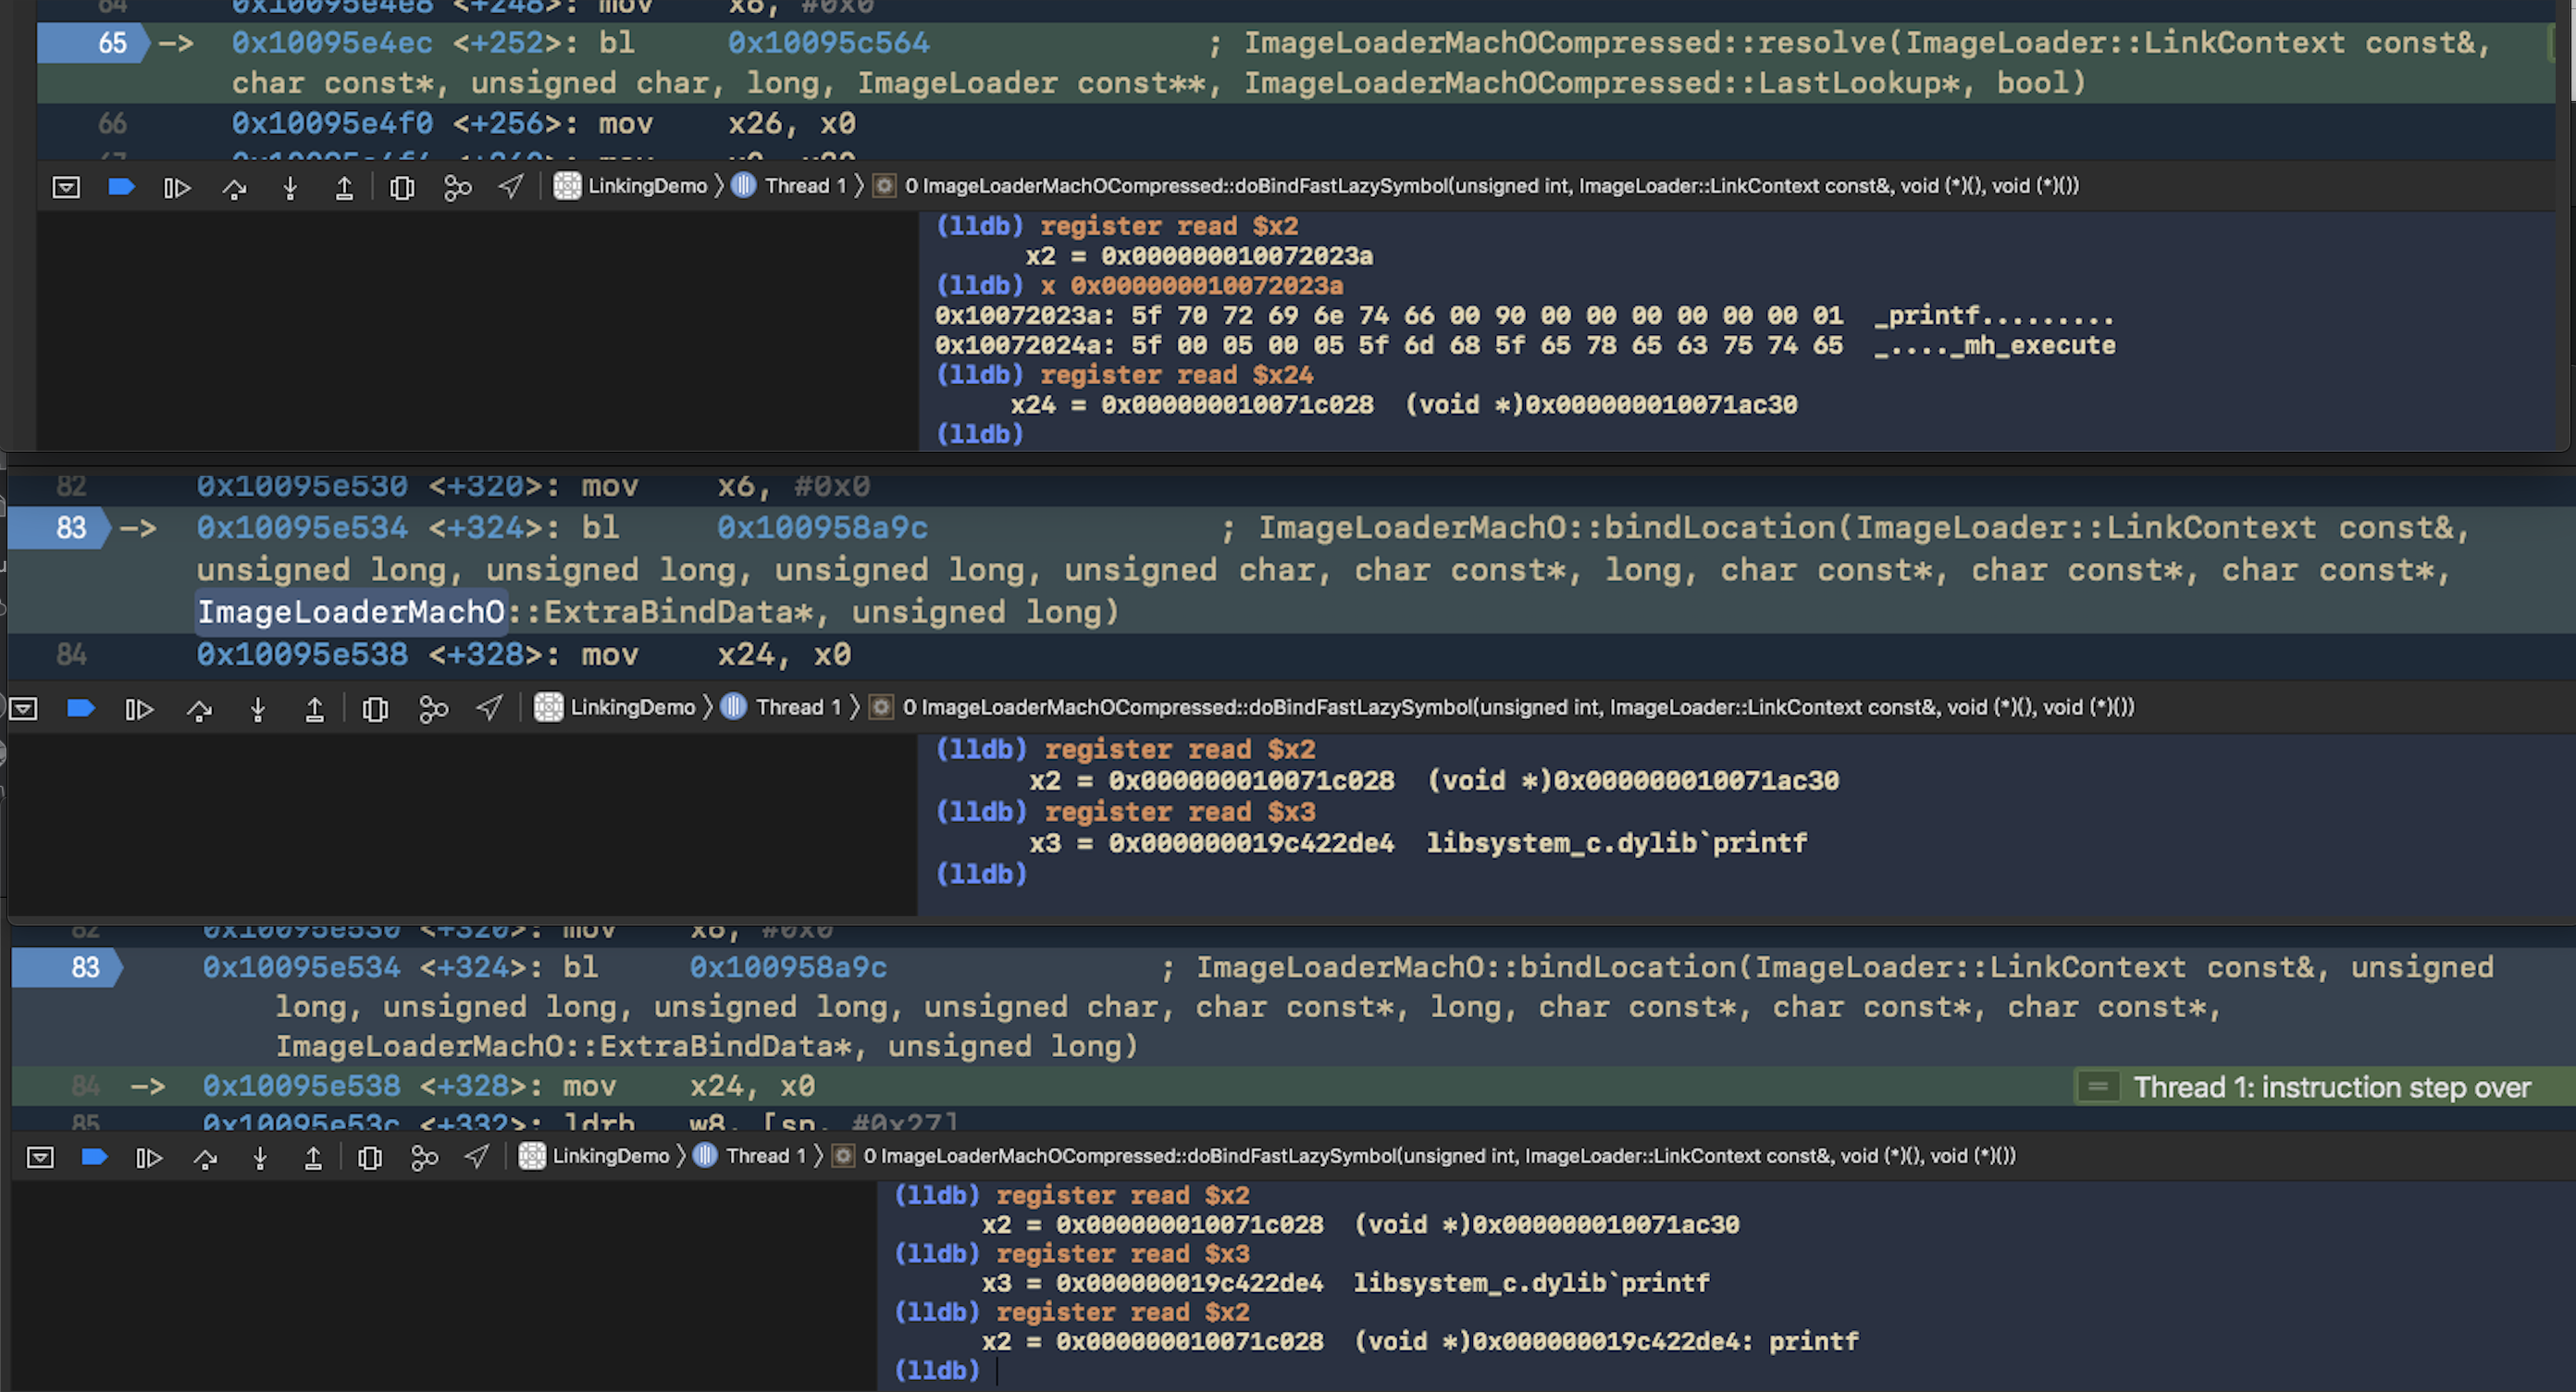 64 0x10095e4e8 <+248>: mov x6, #0x0
65 -> 0x10095e4ec <+252>: bl 0x10095c564 ; ImageLoaderMachOCompressed::resolve(ImageLoader::LinkContext const&,
char const*, unsigned char, long, ImageLoader const**, ImageLoaderMachOCompressed::LastLookup*, bool)
66 0x10095e4f0 <+256>: mov x26, x0
LinkingDemo 〉 Thread 1 〉 0 ImageLoaderMachOCompressed::doBindFastLazySymbol(unsigned int, ImageLoader::LinkContext const&, void (*)(), void (*)())
(lldb) register read $x2
x2 = 0x000000010072023a
(lldb) x 0x000000010072023a
0x10072023a: 5f 70 72 69 6e 74 66 00 90 00 00 00 00 00 00 01 _printf.........
0x10072024a: 5f 00 05 00 05 5f 6d 68 5f 65 78 65 63 75 74 65 _...._mh_execute
(lldb) register read $x24
x24 = 0x000000010071c028 (void *)0x000000010071ac30
(lldb)
82 0x10095e530 <+320>: mov x6, #0x0
83 -> 0x10095e534 <+324>: bl 0x100958a9c ; ImageLoaderMachO::bindLocation(ImageLoader::LinkContext const&,
unsigned long, unsigned long, unsigned long, unsigned char, char const*, long, char const*, char const*, char const*,
ImageLoaderMachO::ExtraBindData*, unsigned long)
84 0x10095e538 <+328>: mov x24, x0
LinkingDemo 〉 Thread 1 〉 0 ImageLoaderMachOCompressed::doBindFastLazySymbol(unsigned int, ImageLoader::LinkContext const&, void (*)(), void (*)())
(lldb) register read $x2
x2 = 0x000000010071c028 (void *)0x000000010071ac30
(lldb) register read $x3
x3 = 0x000000019c422de4 libsystem_c.dylib`printf
(lldb)
82 0x10095e530 <+320>: mov x6, #0x0
83 0x10095e534 <+324>: bl 0x100958a9c ; ImageLoaderMachO::bindLocation(ImageLoader::LinkContext const&, unsigned
long, unsigned long, unsigned long, unsigned char, char const*, long, char const*, char const*, char const*,
ImageLoaderMachO::ExtraBindData*, unsigned long)
84 -> 0x10095e538 <+328>: mov x24, x0 = Thread 1: instruction step over
85 0x10095e53c <+332>: ldrb w8, [sp, #0x27]
LinkingDemo 〉 Thread 1 〉 0 ImageLoaderMachOCompressed::doBindFastLazySymbol(unsigned int, ImageLoader::LinkContext const&, void (*)(), void (*)())
(lldb) register read $x2
x2 = 0x000000010071c028 (void *)0x000000010071ac30
(lldb) register read $x3
x3 = 0x000000019c422de4 libsystem_c.dylib`printf
(lldb) register read $x2
x2 = 0x000000010071c028 (void *)0x000000019c422de4: printf
(lldb)